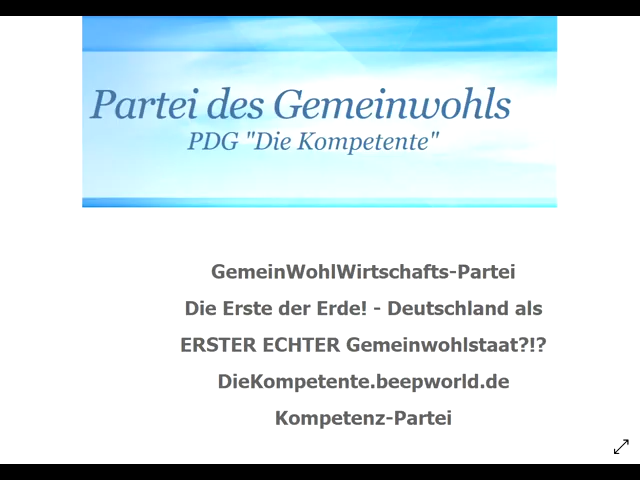 Partei des Gemeinwohls
PDG "Die Kompetente"
GemeinWohlWirtschafts-Partei
Die Erste der Erde! - Deutschland als
ERSTER ECHTER Gemeinwohlstaat?!?
DieKompetente.beepworld.de
Kompetenz-Partei